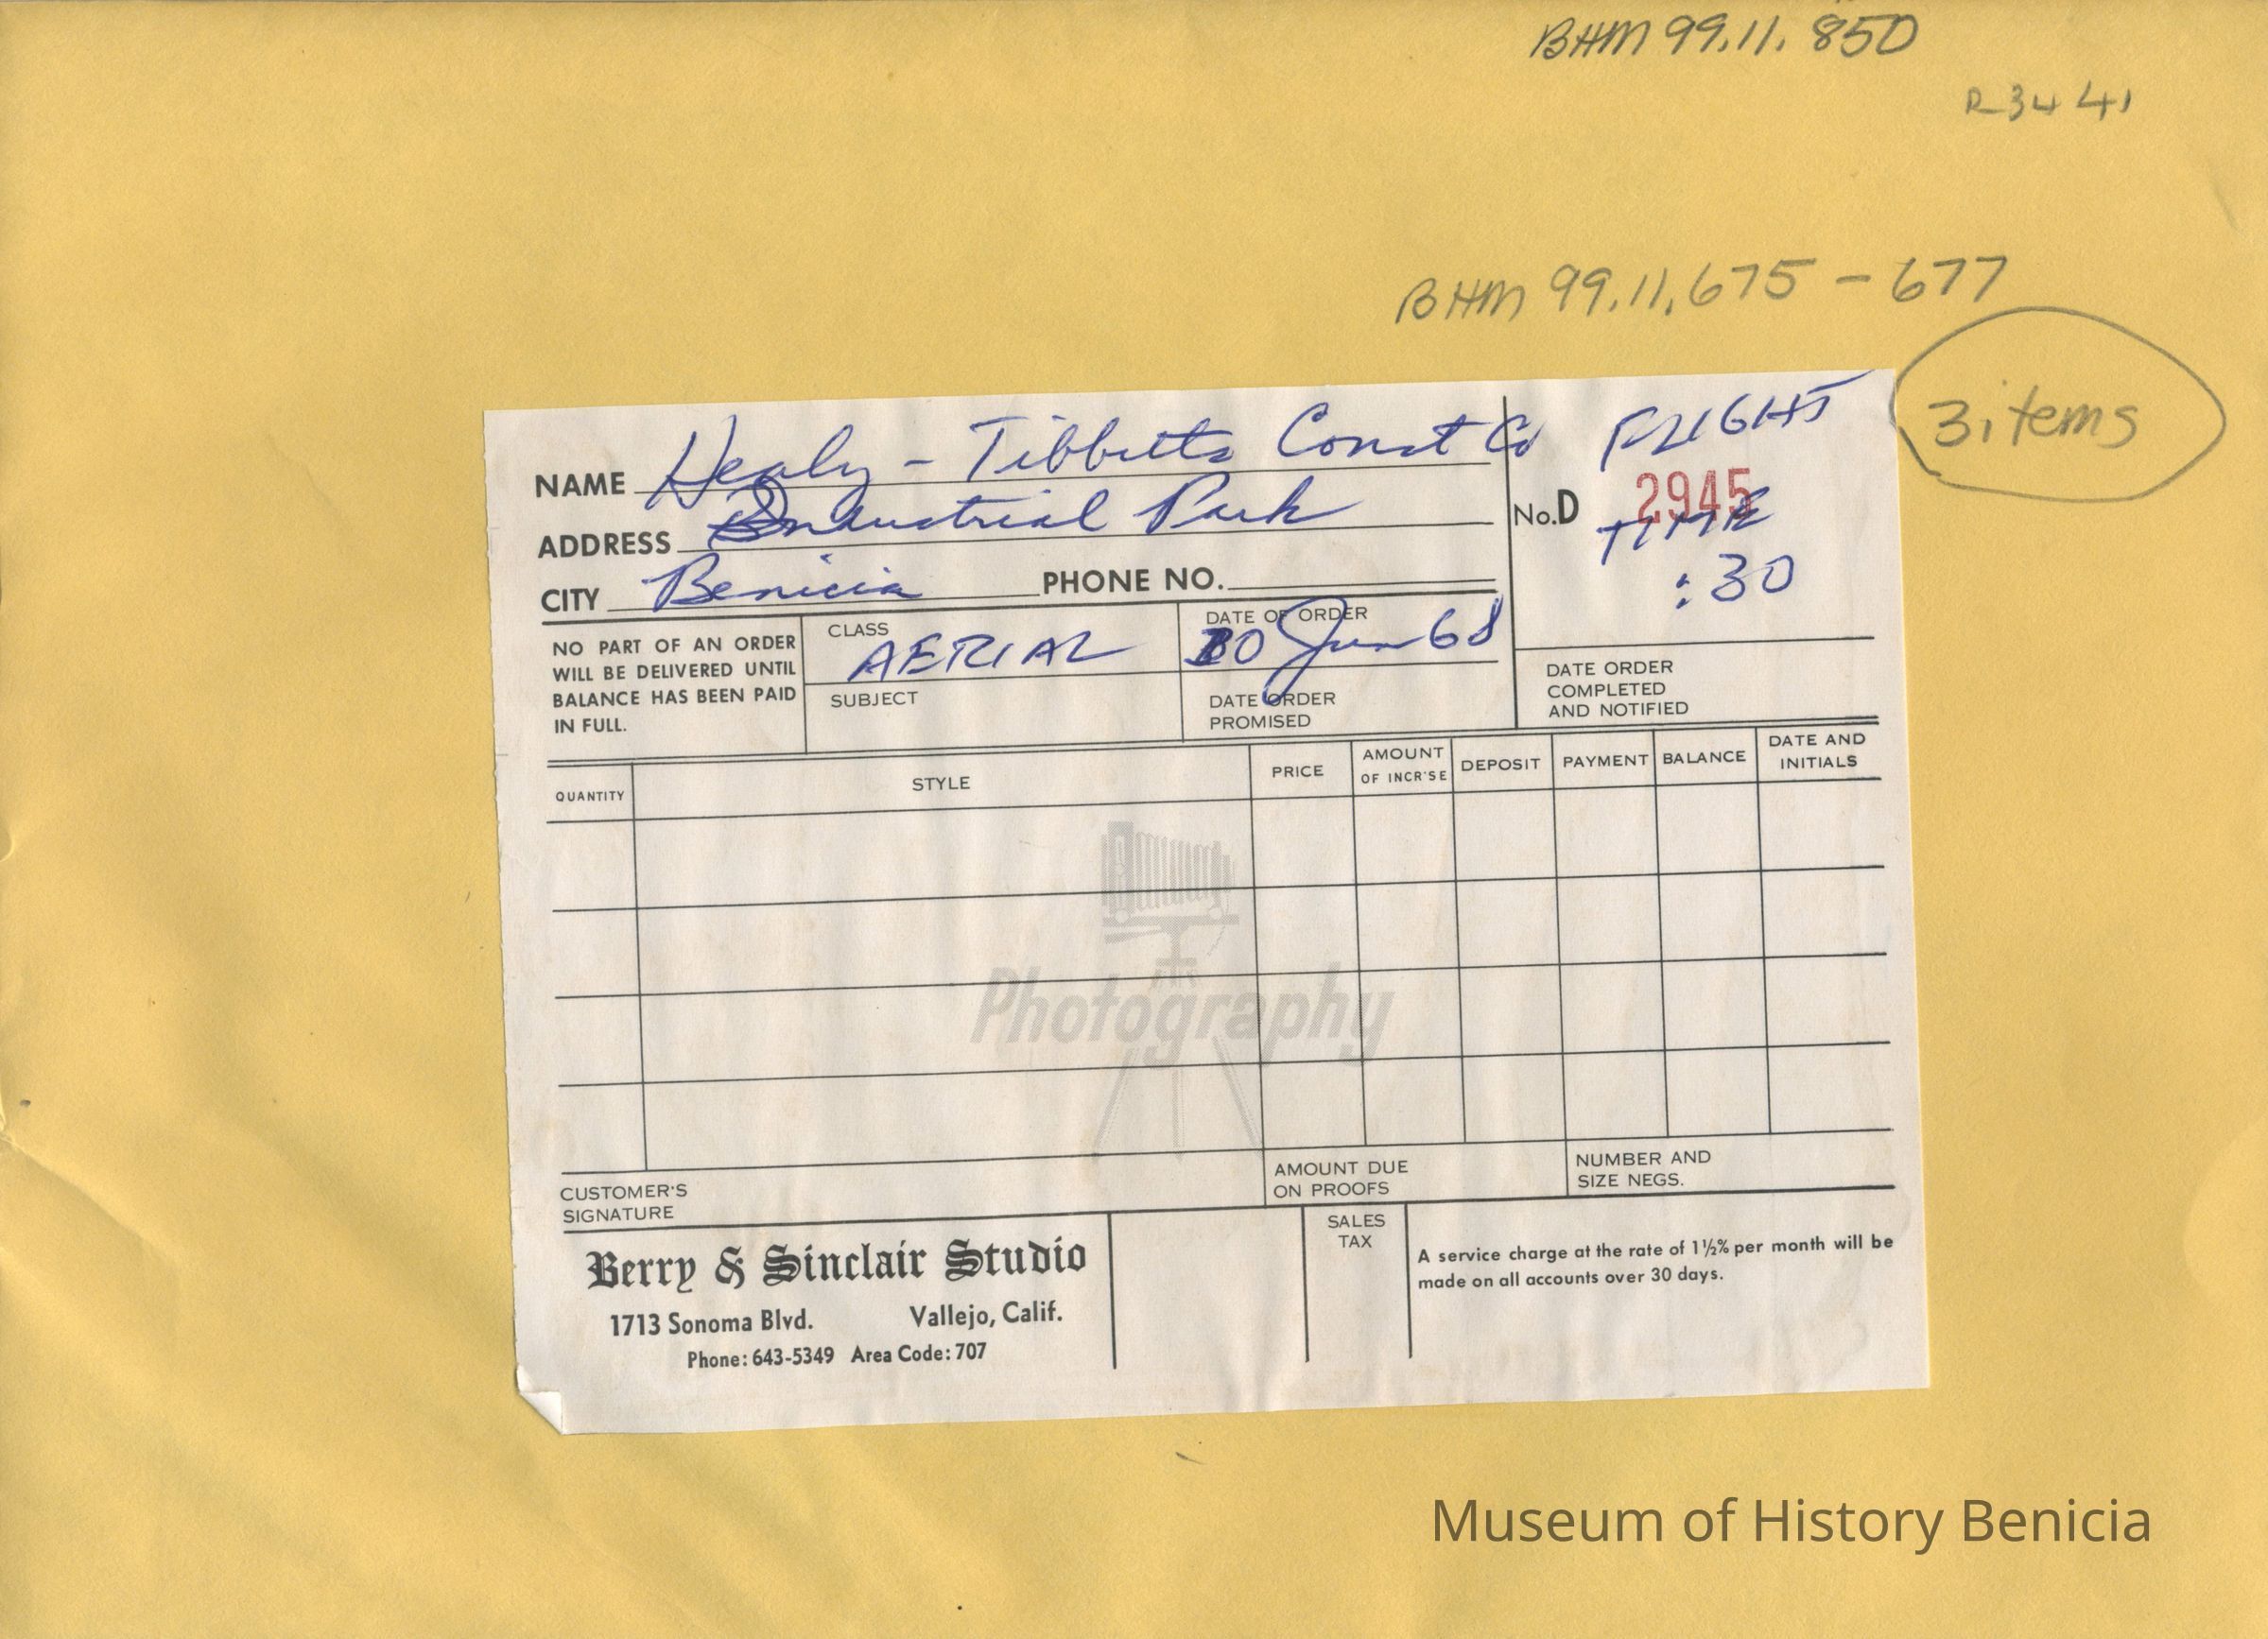 BHM 99.11.850
R3441
BHM 99.11.675-677
3 items
NAME Healy - Tibbitts Const Co
ADDRESS Industrial Park
CITY Benicia PHONE NO.
No.D 2945
FLIGHT
TIME
:30
NO PART OF AN ORDER
WILL BE DELIVERED UNTIL
BALANCE HAS BEEN PAID
IN FULL.
CLASS
AERIAL
SUBJECT
DATE OF ORDER
Jun 68
DATE ORDER
PROMISED
DATE ORDER
COMPLETED
AND NOTIFIED
QUANTITY
STYLE
PRICE
AMOUNT
OF INCR'SE
DEPOSIT
PAYMENT
BALANCE
DATE AND
INITIALS
Photography
CUSTOMER'S
SIGNATURE
AMOUNT DUE
ON PROOFS
NUMBER AND
SIZE NEGS.
Berry & Sinclair Studio
1713 Sonoma Blvd. Vallejo, Calif.
Phone: 643-5349 Area Code: 707
SALES
TAX
A service charge at the rate of 1½% per month will be
made on all accounts over 30 days.
Museum of History Benicia